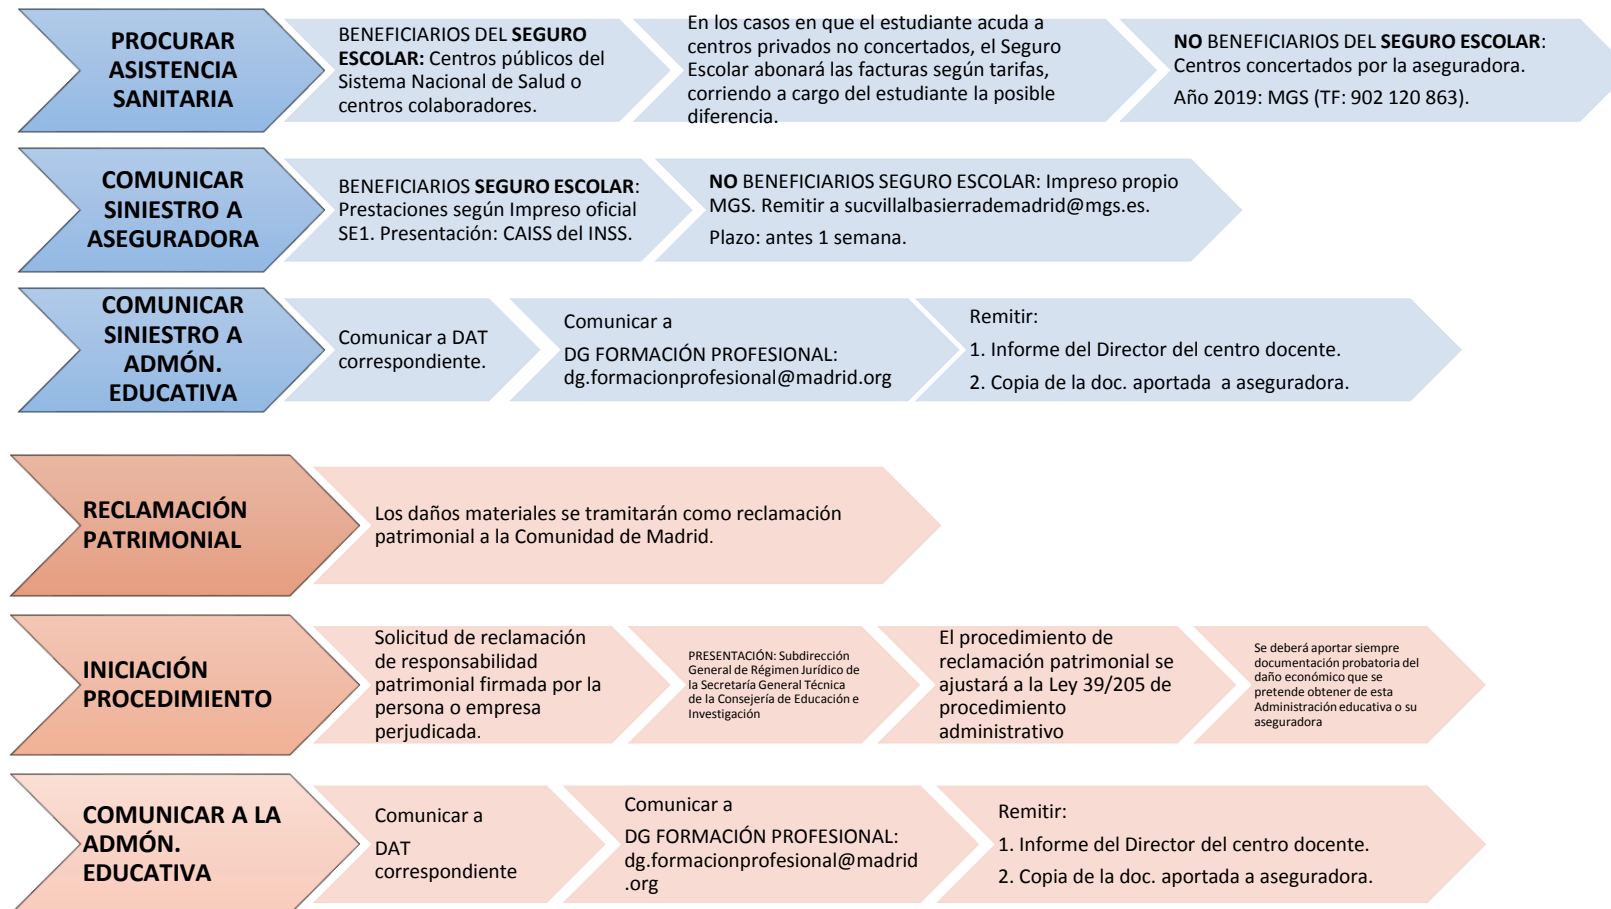 PROCURAR
ASISTENCIA
SANITARIA
BENEFICIARIOS DEL SEGURO
ESCOLAR: Centros públicos del
Sistema Nacional de Salud o
centros colaboradores.
En los casos en que el estudiante acuda a
centros privados no concertados, el Seguro
Escolar abonará las facturas según tarifas,
corriendo a cargo del estudiante la posible
diferencia.
NO BENEFICIARIOS DEL SEGURO ESCOLAR:
Centros concertados por la aseguradora.
Año 2019: MGS (TF: 902 120 863).
COMUNICAR
SINIESTRO A
ASEGURADORA
BENEFICIARIOS SEGURO ESCOLAR:
Prestaciones según Impreso oficial
SE1. Presentación: CAISS del INSS.
NO BENEFICIARIOS SEGURO ESCOLAR: Impreso propio
MGS. Remitir a sucvillalbasierrademadrid@mgs.es.
Plazo: antes 1 semana.
COMUNICAR
SINIESTRO A
ADMÓN.
EDUCATIVA
Comunicar a DAT
correspondiente.
Comunicar a
DG FORMACIÓN PROFESIONAL:
dg.formacionprofesional@madrid.org
Remitir:
1. Informe del Director del centro docente.
2. Copia de la doc. aportada a aseguradora.
RECLAMACIÓN
PATRIMONIAL
Los daños materiales se tramitarán como reclamación
patrimonial a la Comunidad de Madrid.
INICIACIÓN
PROCEDIMIENTO
Solicitud de reclamación
de responsabilidad
patrimonial firmada por la
persona o empresa
perjudicada.
PRESENTACIÓN: Subdirección
General de Régimen Jurídico de
la Secretaría General Técnica
de la Consejería de Educación e
Investigación
El procedimiento de
reclamación patrimonial se
ajustará a la Ley 39/205 de
procedimiento
administrativo
Se deberá aportar siempre
documentación probatoria del
daño económico que se
pretende obtener de esta
Administración educativa o su
aseguradora
COMUNICAR A LA
ADMÓN.
EDUCATIVA
Comunicar a
DAT
correspondiente
Comunicar a
DG FORMACIÓN PROFESIONAL:
dg.formacionprofesional@madrid
.org
Remitir:
1. Informe del Director del centro docente.
2. Copia de la doc. aportada a aseguradora.